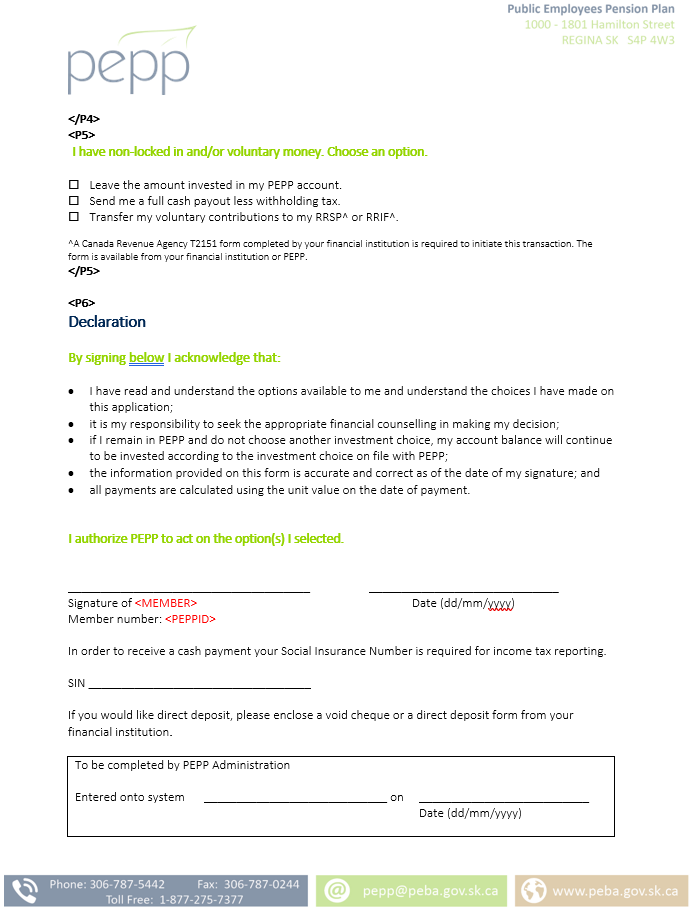 Public Employees Pension Plan
1000 - 1801 Hamilton Street
REGINA SK S4P 4W3
pepp
</P4>
<P5>
I have non-locked in and/or voluntary money. Choose an option.
☐ Leave the amount invested in my PEPP account.
☐ Send me a full cash payout less withholding tax.
☐ Transfer my voluntary contributions to my RRSP^ or RRIF^.
^A Canada Revenue Agency T2151 form completed by your financial institution is required to initiate this transaction. The
form is available from your financial institution or PEPP.
</P5>
<P6>
Declaration
By signing below I acknowledge that:
• I have read and understand the options available to me and understand the choices I have made on
this application;
• it is my responsibility to seek the appropriate financial counselling in making my decision;
• if I remain in PEPP and do not choose another investment choice, my account balance will continue
to be invested according to the investment choice on file with PEPP;
• the information provided on this form is accurate and correct as of the date of my signature; and
• all payments are calculated using the unit value on the date of payment.
I authorize PEPP to act on the option(s) I selected.
Signature of <MEMBER> Date (dd/mm/yyyy)
Member number: <PEPPID>
In order to receive a cash payment your Social Insurance Number is required for income tax reporting.
SIN ______________________________
If you would like direct deposit, please enclose a void cheque or a direct deposit form from your
financial institution.
To be completed by PEPP Administration
Entered onto system ______________________________ on ______________________________
Date (dd/mm/yyyy)
Phone: 306-787-5442 Fax: 306-787-0244
Toll Free: 1-877-275-7377
@ pepp@peba.gov.sk.ca
www.peba.gov.sk.ca